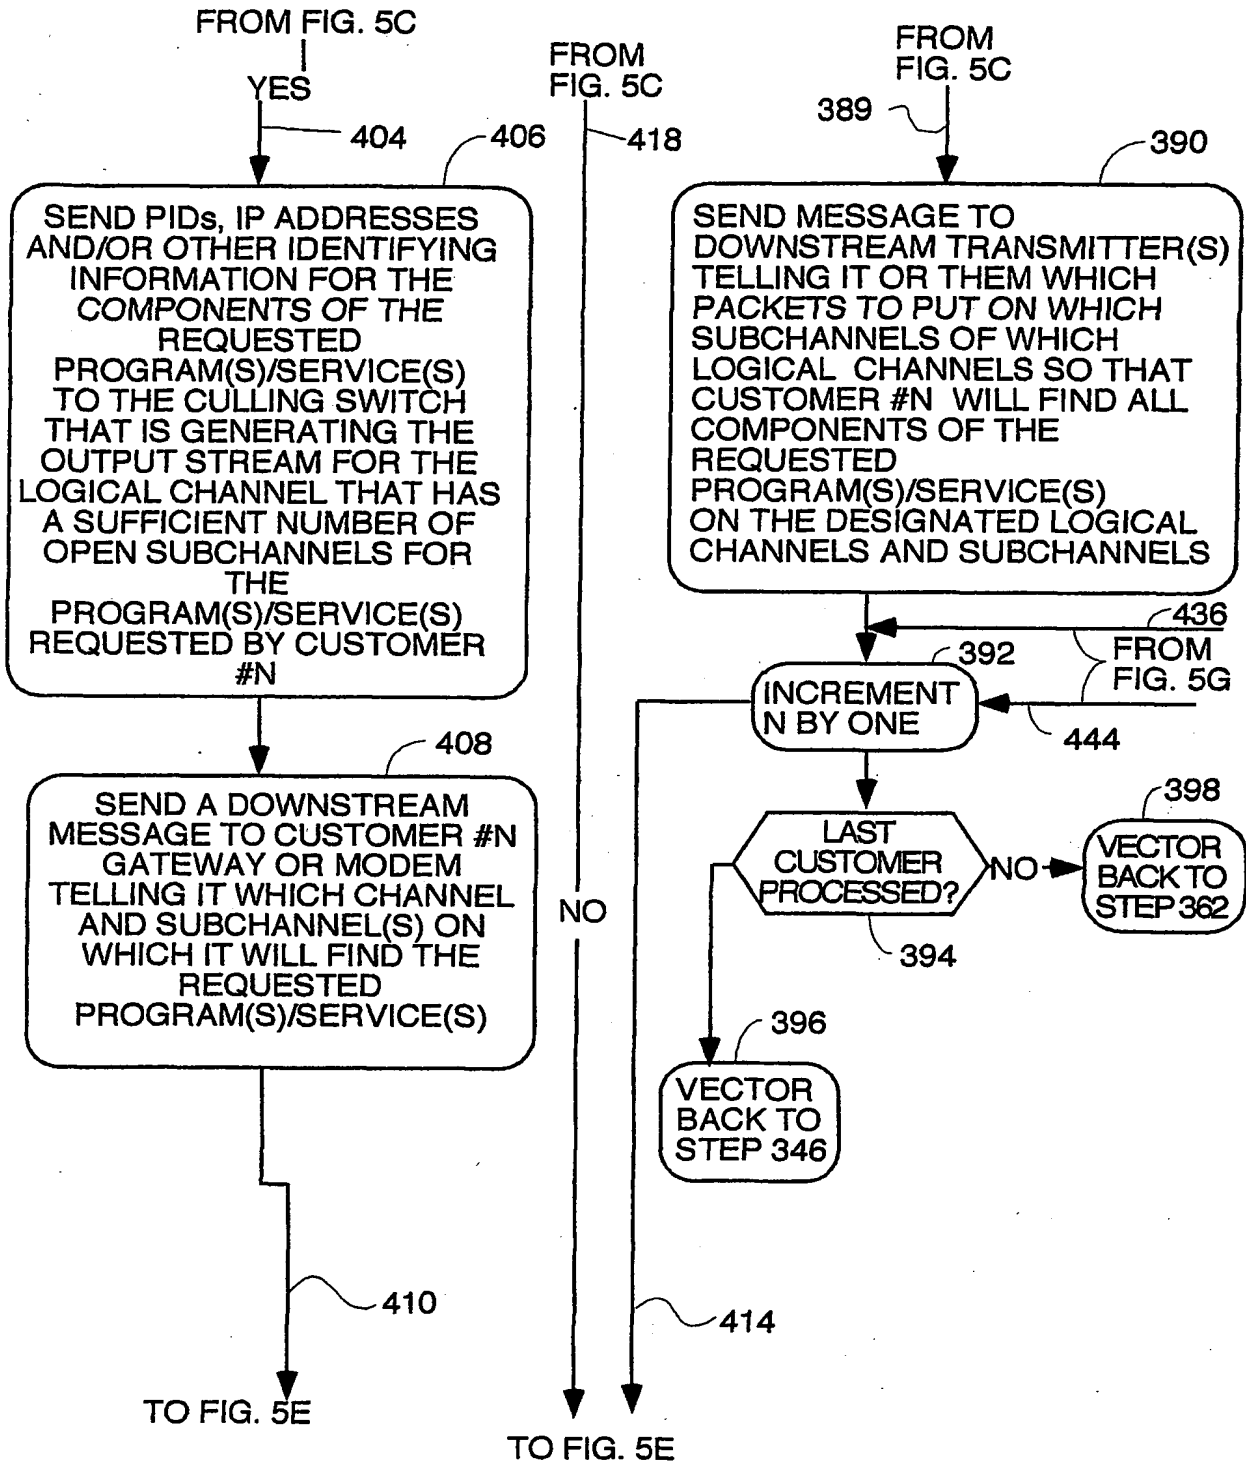 FROM FIG. 5C
YES
404
406
SEND PIDs, IP ADDRESSES
AND/OR OTHER IDENTIFYING
INFORMATION FOR THE
COMPONENTS OF THE
REQUESTED
PROGRAM(S)/SERVICE(S)
TO THE CULLING SWITCH
THAT IS GENERATING THE
OUTPUT STREAM FOR THE
LOGICAL CHANNEL THAT HAS
A SUFFICIENT NUMBER OF
OPEN SUBCHANNELS FOR
THE
PROGRAM(S)/SERVICE(S)
REQUESTED BY CUSTOMER
#N
408
SEND A DOWNSTREAM
MESSAGE TO CUSTOMER #N
GATEWAY OR MODEM
TELLING IT WHICH CHANNEL
AND SUBCHANNEL(S) ON
WHICH IT WILL FIND THE
REQUESTED
PROGRAM(S)/SERVICE(S)
410
TO FIG. 5E
FROM
FIG. 5C
418
NO
414
TO FIG. 5E
FROM
FIG. 5C
389
390
SEND MESSAGE TO
DOWNSTREAM TRANSMITTER(S)
TELLING IT OR THEM WHICH
PACKETS TO PUT ON WHICH
SUBCHANNELS OF WHICH
LOGICAL CHANNELS SO THAT
CUSTOMER #N WILL FIND ALL
COMPONENTS OF THE
REQUESTED
PROGRAM(S)/SERVICE(S)
ON THE DESIGNATED LOGICAL
CHANNELS AND SUBCHANNELS
436
FROM
FIG. 5G
392
INCREMENT
N BY ONE
444
LAST
CUSTOMER
PROCESSED?
394
NO
398
VECTOR
BACK TO
STEP 362
396
VECTOR
BACK TO
STEP 346